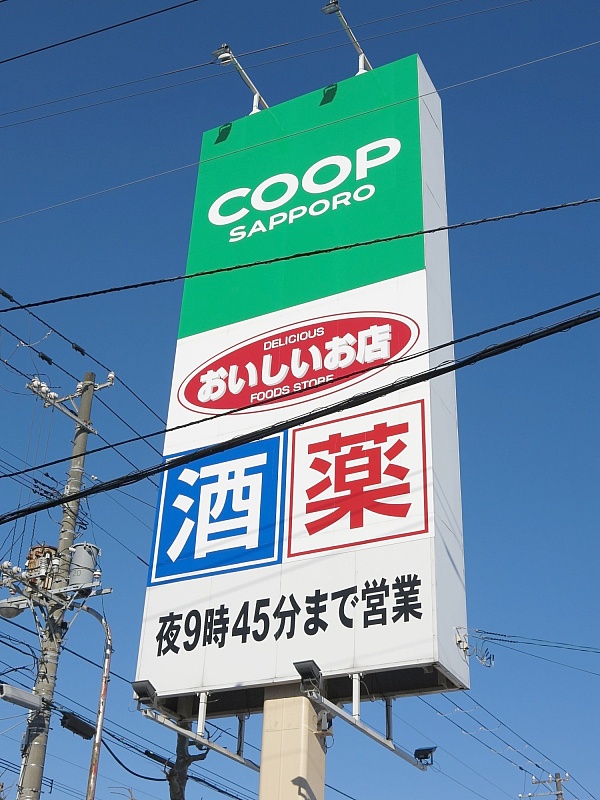 COOP
SAPPORO
DELICIOUS
おいしいお店
FOODS STORE
酒 薬
夜9時45分まで営業